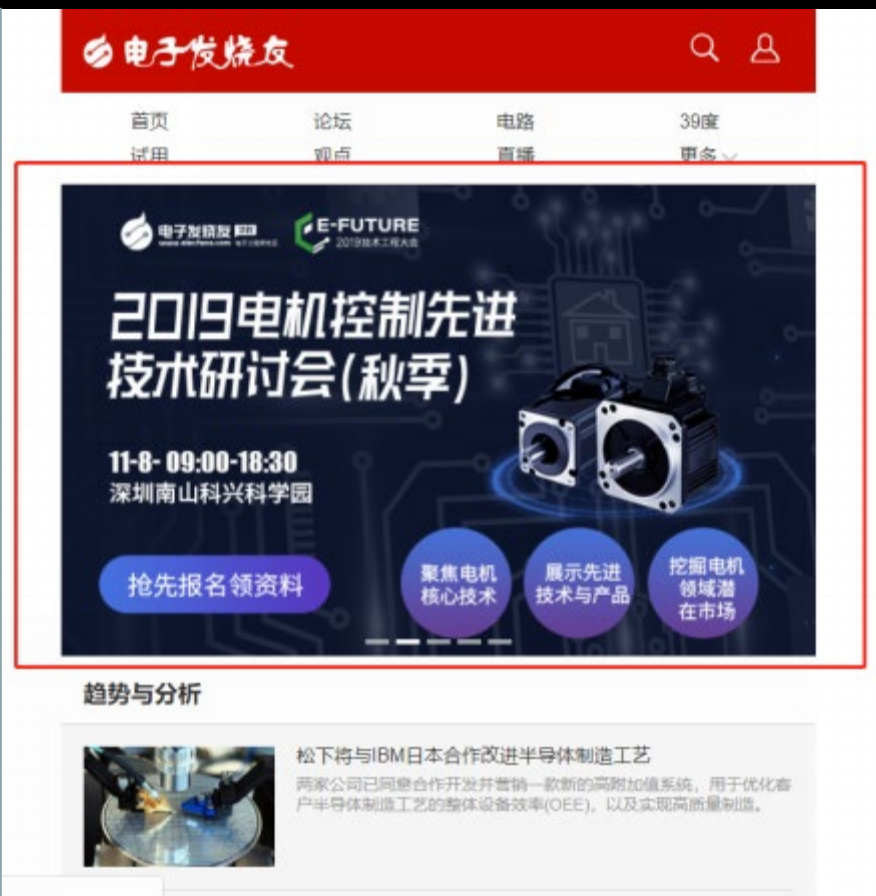 电子发烧友
首页 论坛 电路 39度
试用 观点 直播 更多
电子发烧友
www.elecfans.com
E-FUTURE
2019技术工程大会
2019电机控制先进
技术研讨会(秋季)
11-8- 09:00-18:30
深圳南山科兴科学园
抢先报名领资料
聚焦电机
核心技术
展示先进
技术与产品
挖掘电机
领域潜
在市场
趋势与分析
松下将与IBM日本合作改进半导体制造工艺
两家公司已同意合作开发并营销一款新的高附加值系统，用于优化客
户半导体制造工艺的整体设备效率(OEE)，以及实现高质量制造。